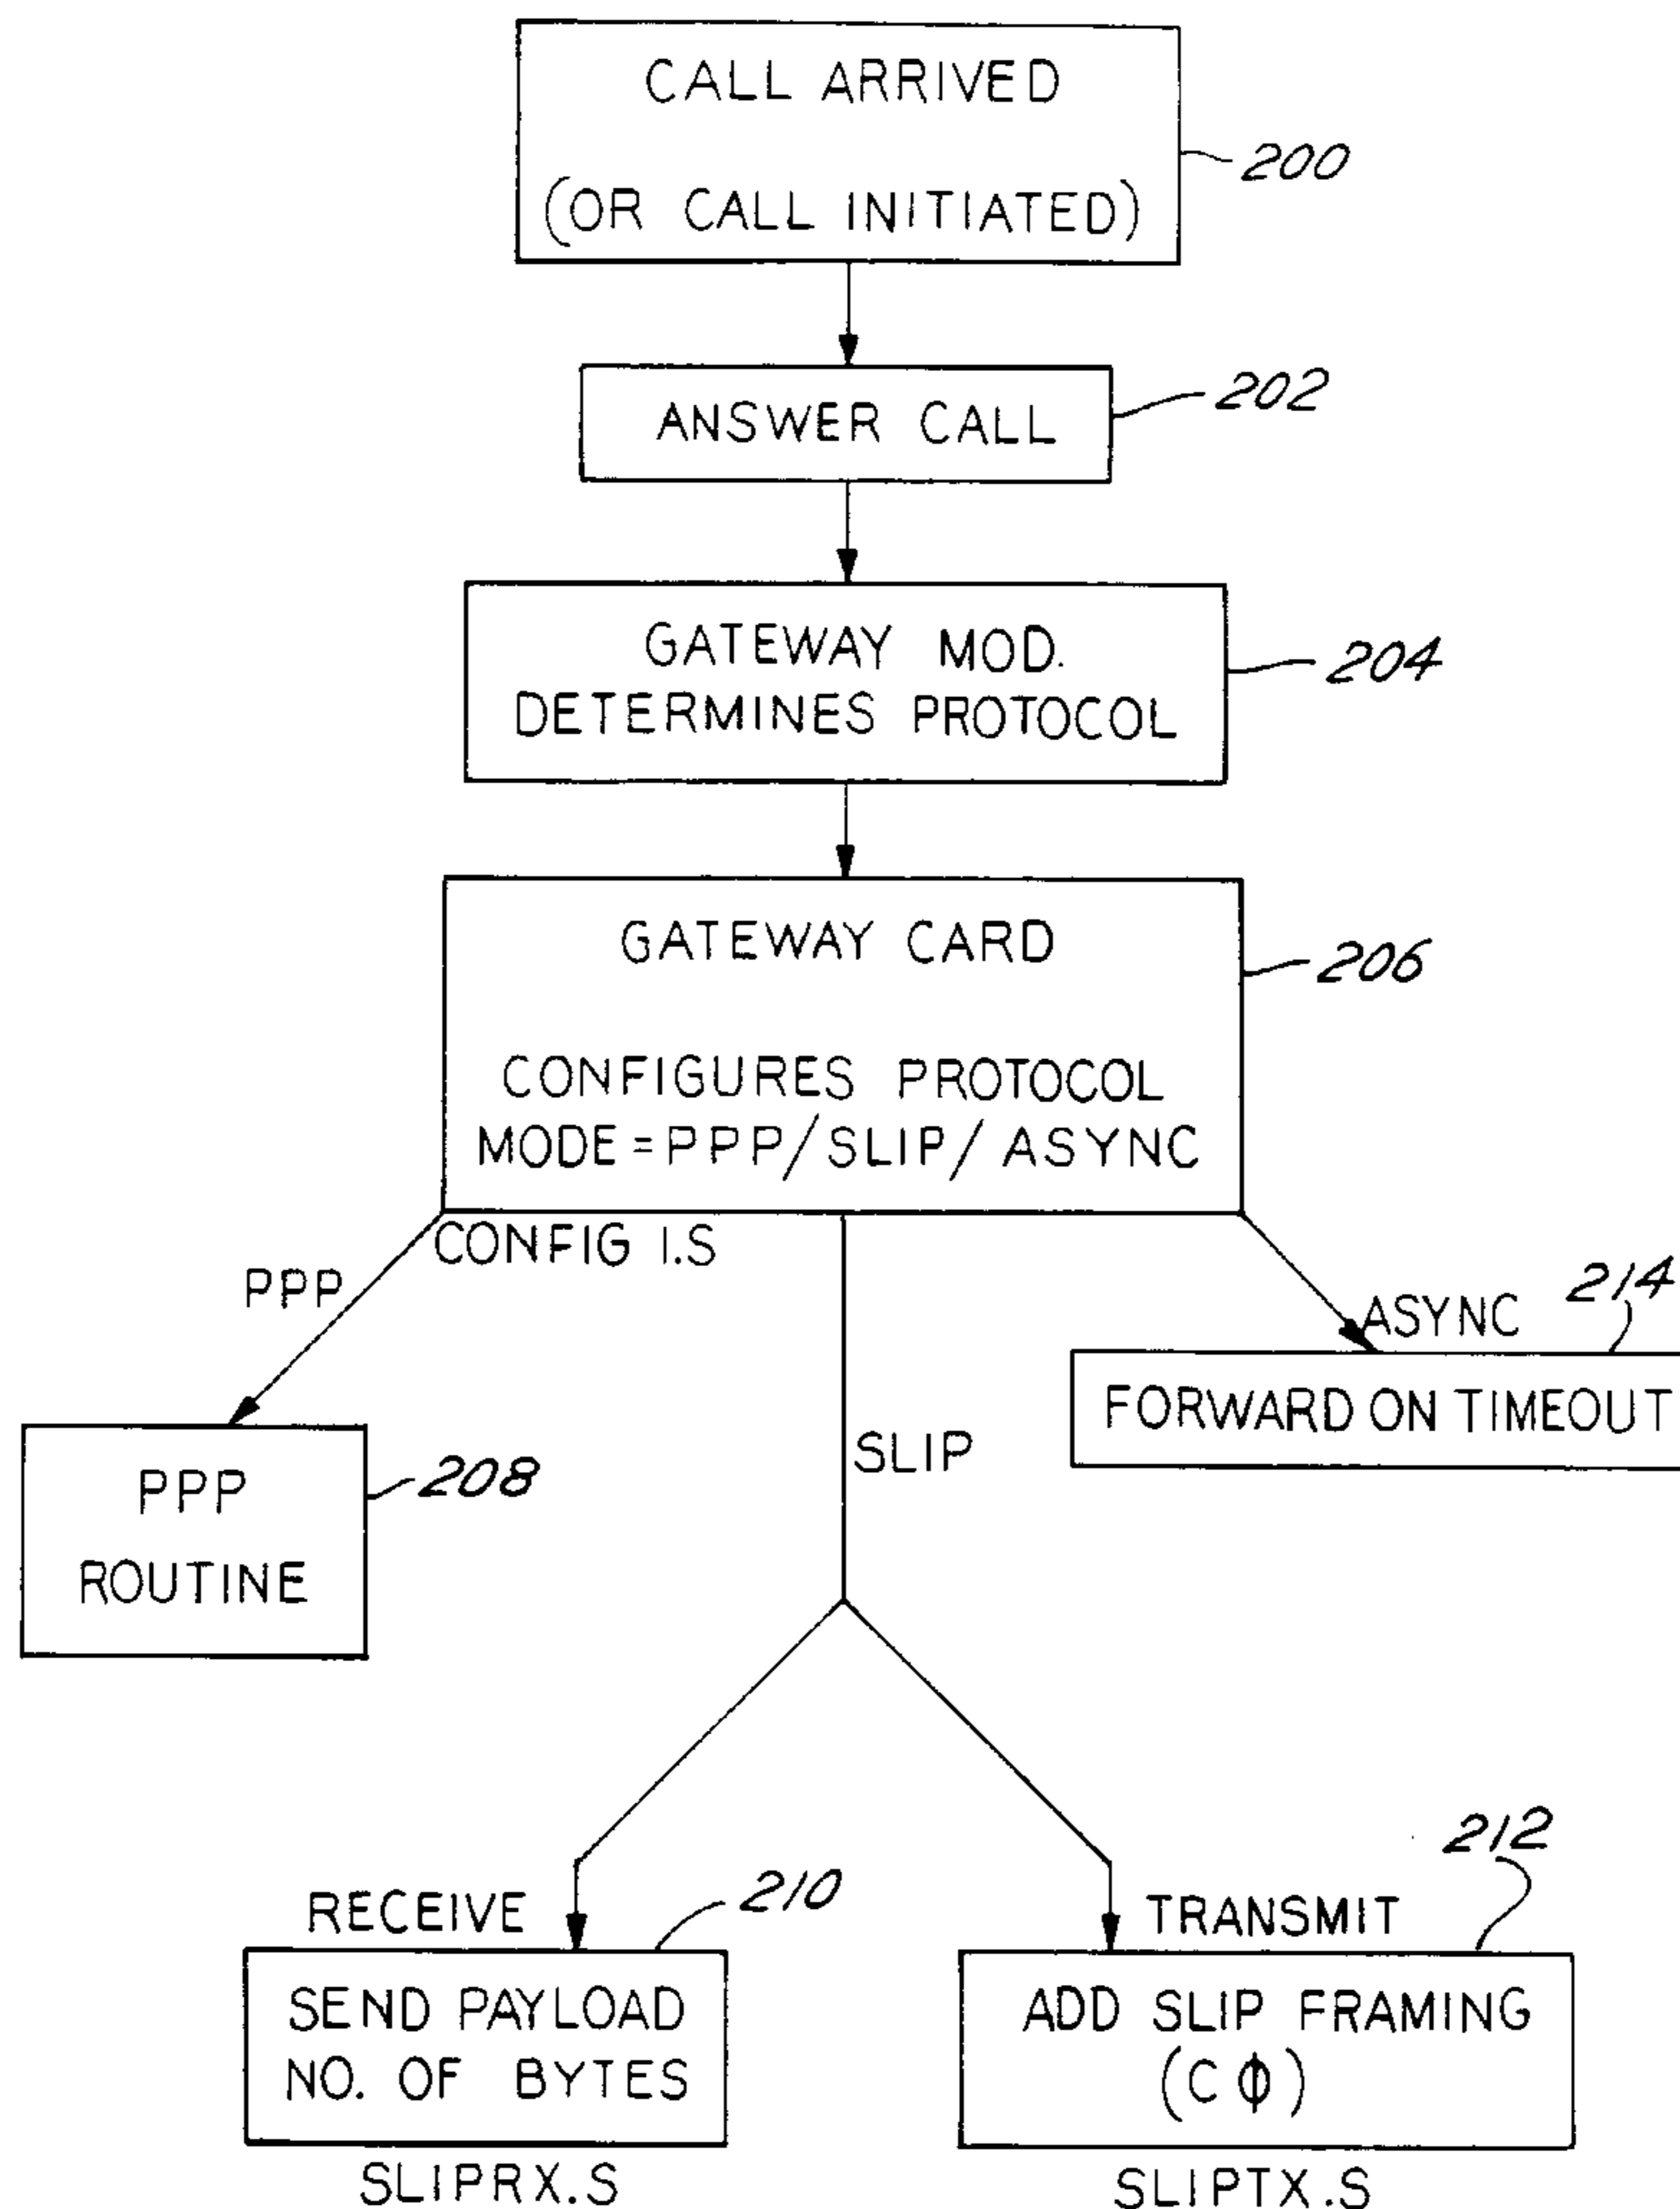 CALL ARRIVED
(OR CALL INITIATED)
200
ANSWER CALL
202
GATEWAY MOD.
DETERMINES PROTOCOL
204
GATEWAY CARD
206
CONFIGURES PROTOCOL
MODE=PPP/SLIP/ASYNC
CONFIG I.S
PPP
214
ASYNC
FORWARD ON TIMEOUT
SLIP
PPP
ROUTINE
208
RECEIVE
210
TRANSMIT
212
SEND PAYLOAD
NO. OF BYTES
SLIPRX.S
ADD SLIP FRAMING
(CΦ)
SLIPTX.S